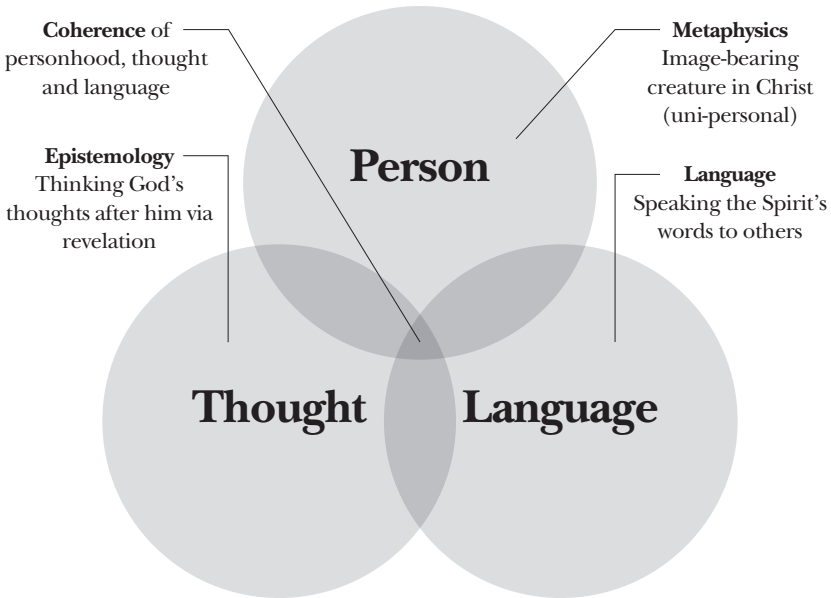 Coherence of
personhood, thought
and language
Metaphysics
Image-bearing
creature in Christ
(uni-personal)
Epistemology
Thinking God’s
thoughts after him via
revelation
Person
Language
Speaking the Spirit’s
words to others
Thought
Language